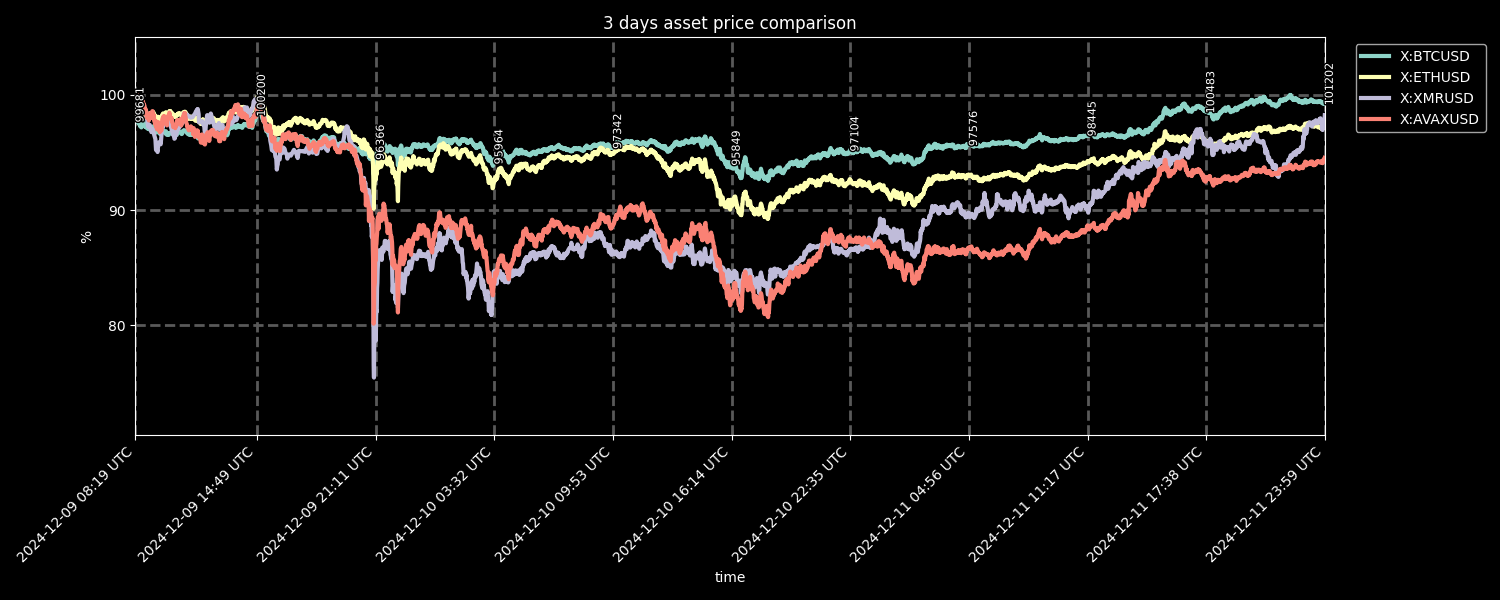 3 days asset price comparison
X:BTCUSD
X:ETHUSD
X:XMRUSD
X:AVAXUSD
100
90
80
%
99681
100200
96366
95964
97342
95849
97104
97576
98445
100483
101202
2024-12-09 08:19 UTC
2024-12-09 14:49 UTC
2024-12-09 21:11 UTC
2024-12-10 03:32 UTC
2024-12-10 09:53 UTC
2024-12-10 16:14 UTC
2024-12-10 22:35 UTC
2024-12-11 04:56 UTC
2024-12-11 11:17 UTC
2024-12-11 17:38 UTC
2024-12-11 23:59 UTC
time